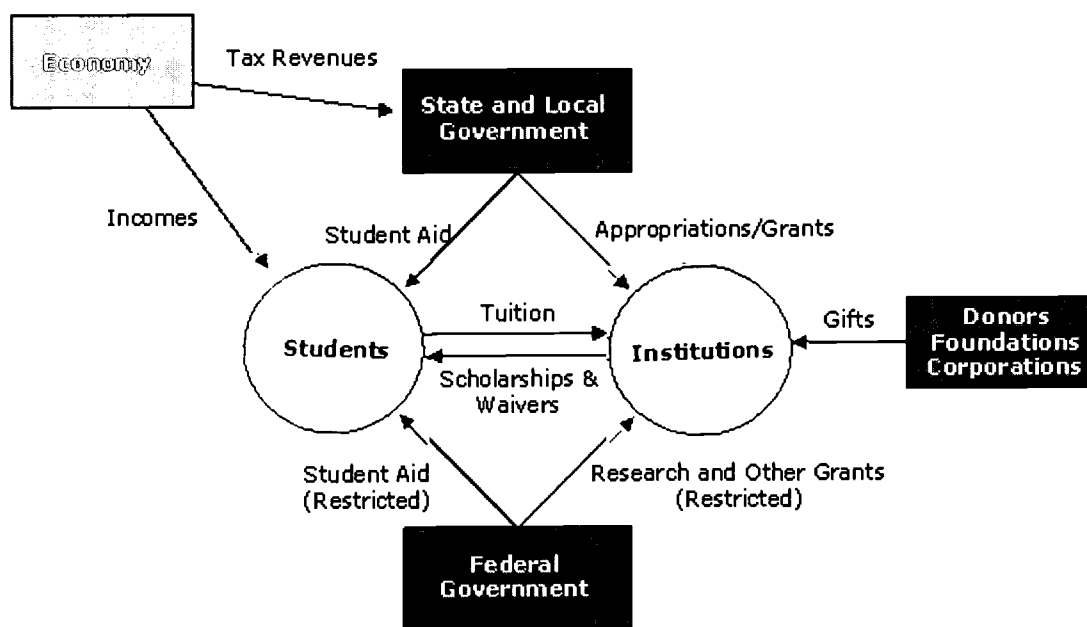 Economy
Tax Revenues
State and Local
Government
Incomes
Student Aid
Appropriations/Grants
Tuition
Gifts
Donors
Foundations
Corporations
Students
Institutions
Scholarships &
Waivers
Student Aid
(Restricted)
Research and Other Grants
(Restricted)
Federal
Government